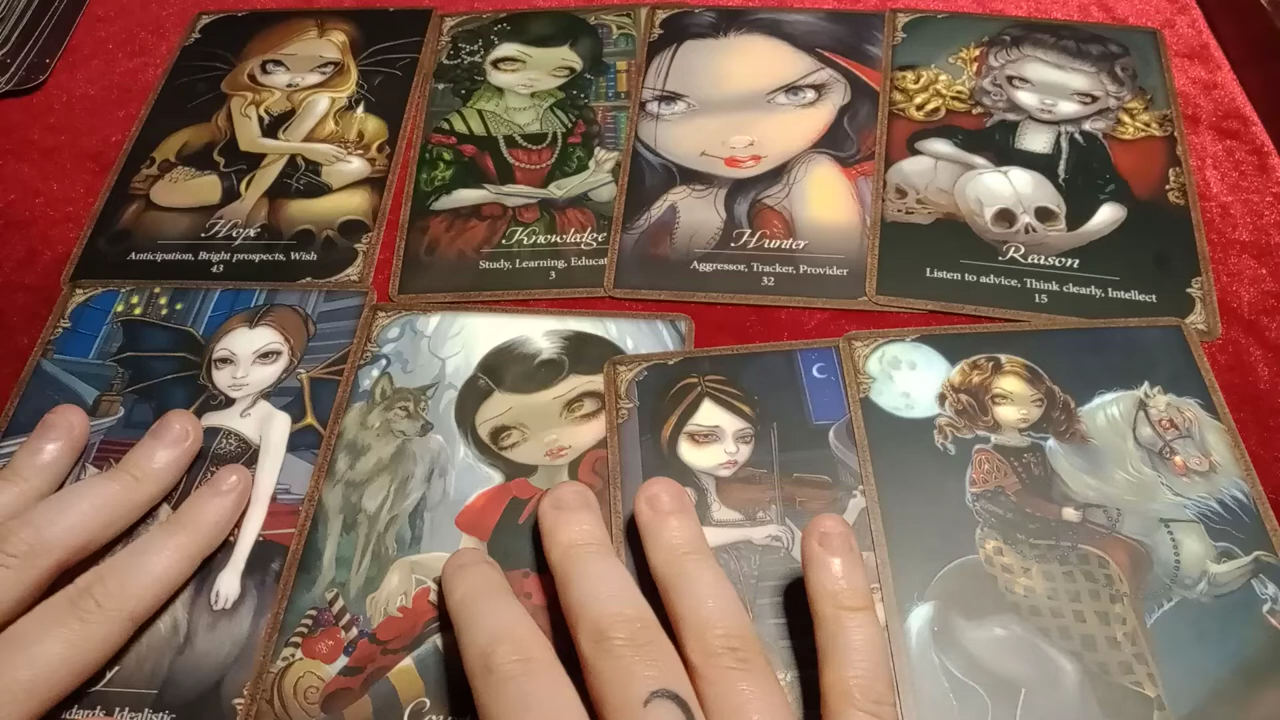 Hope
Anticipation, Bright prospects, Wish
43
Knowledge
Study, Learning, Educat
3
Hunter
Aggressor, Tracker, Provider
32
Reason
Listen to advice, Think clearly, Intellect
15
dards, Idealistic